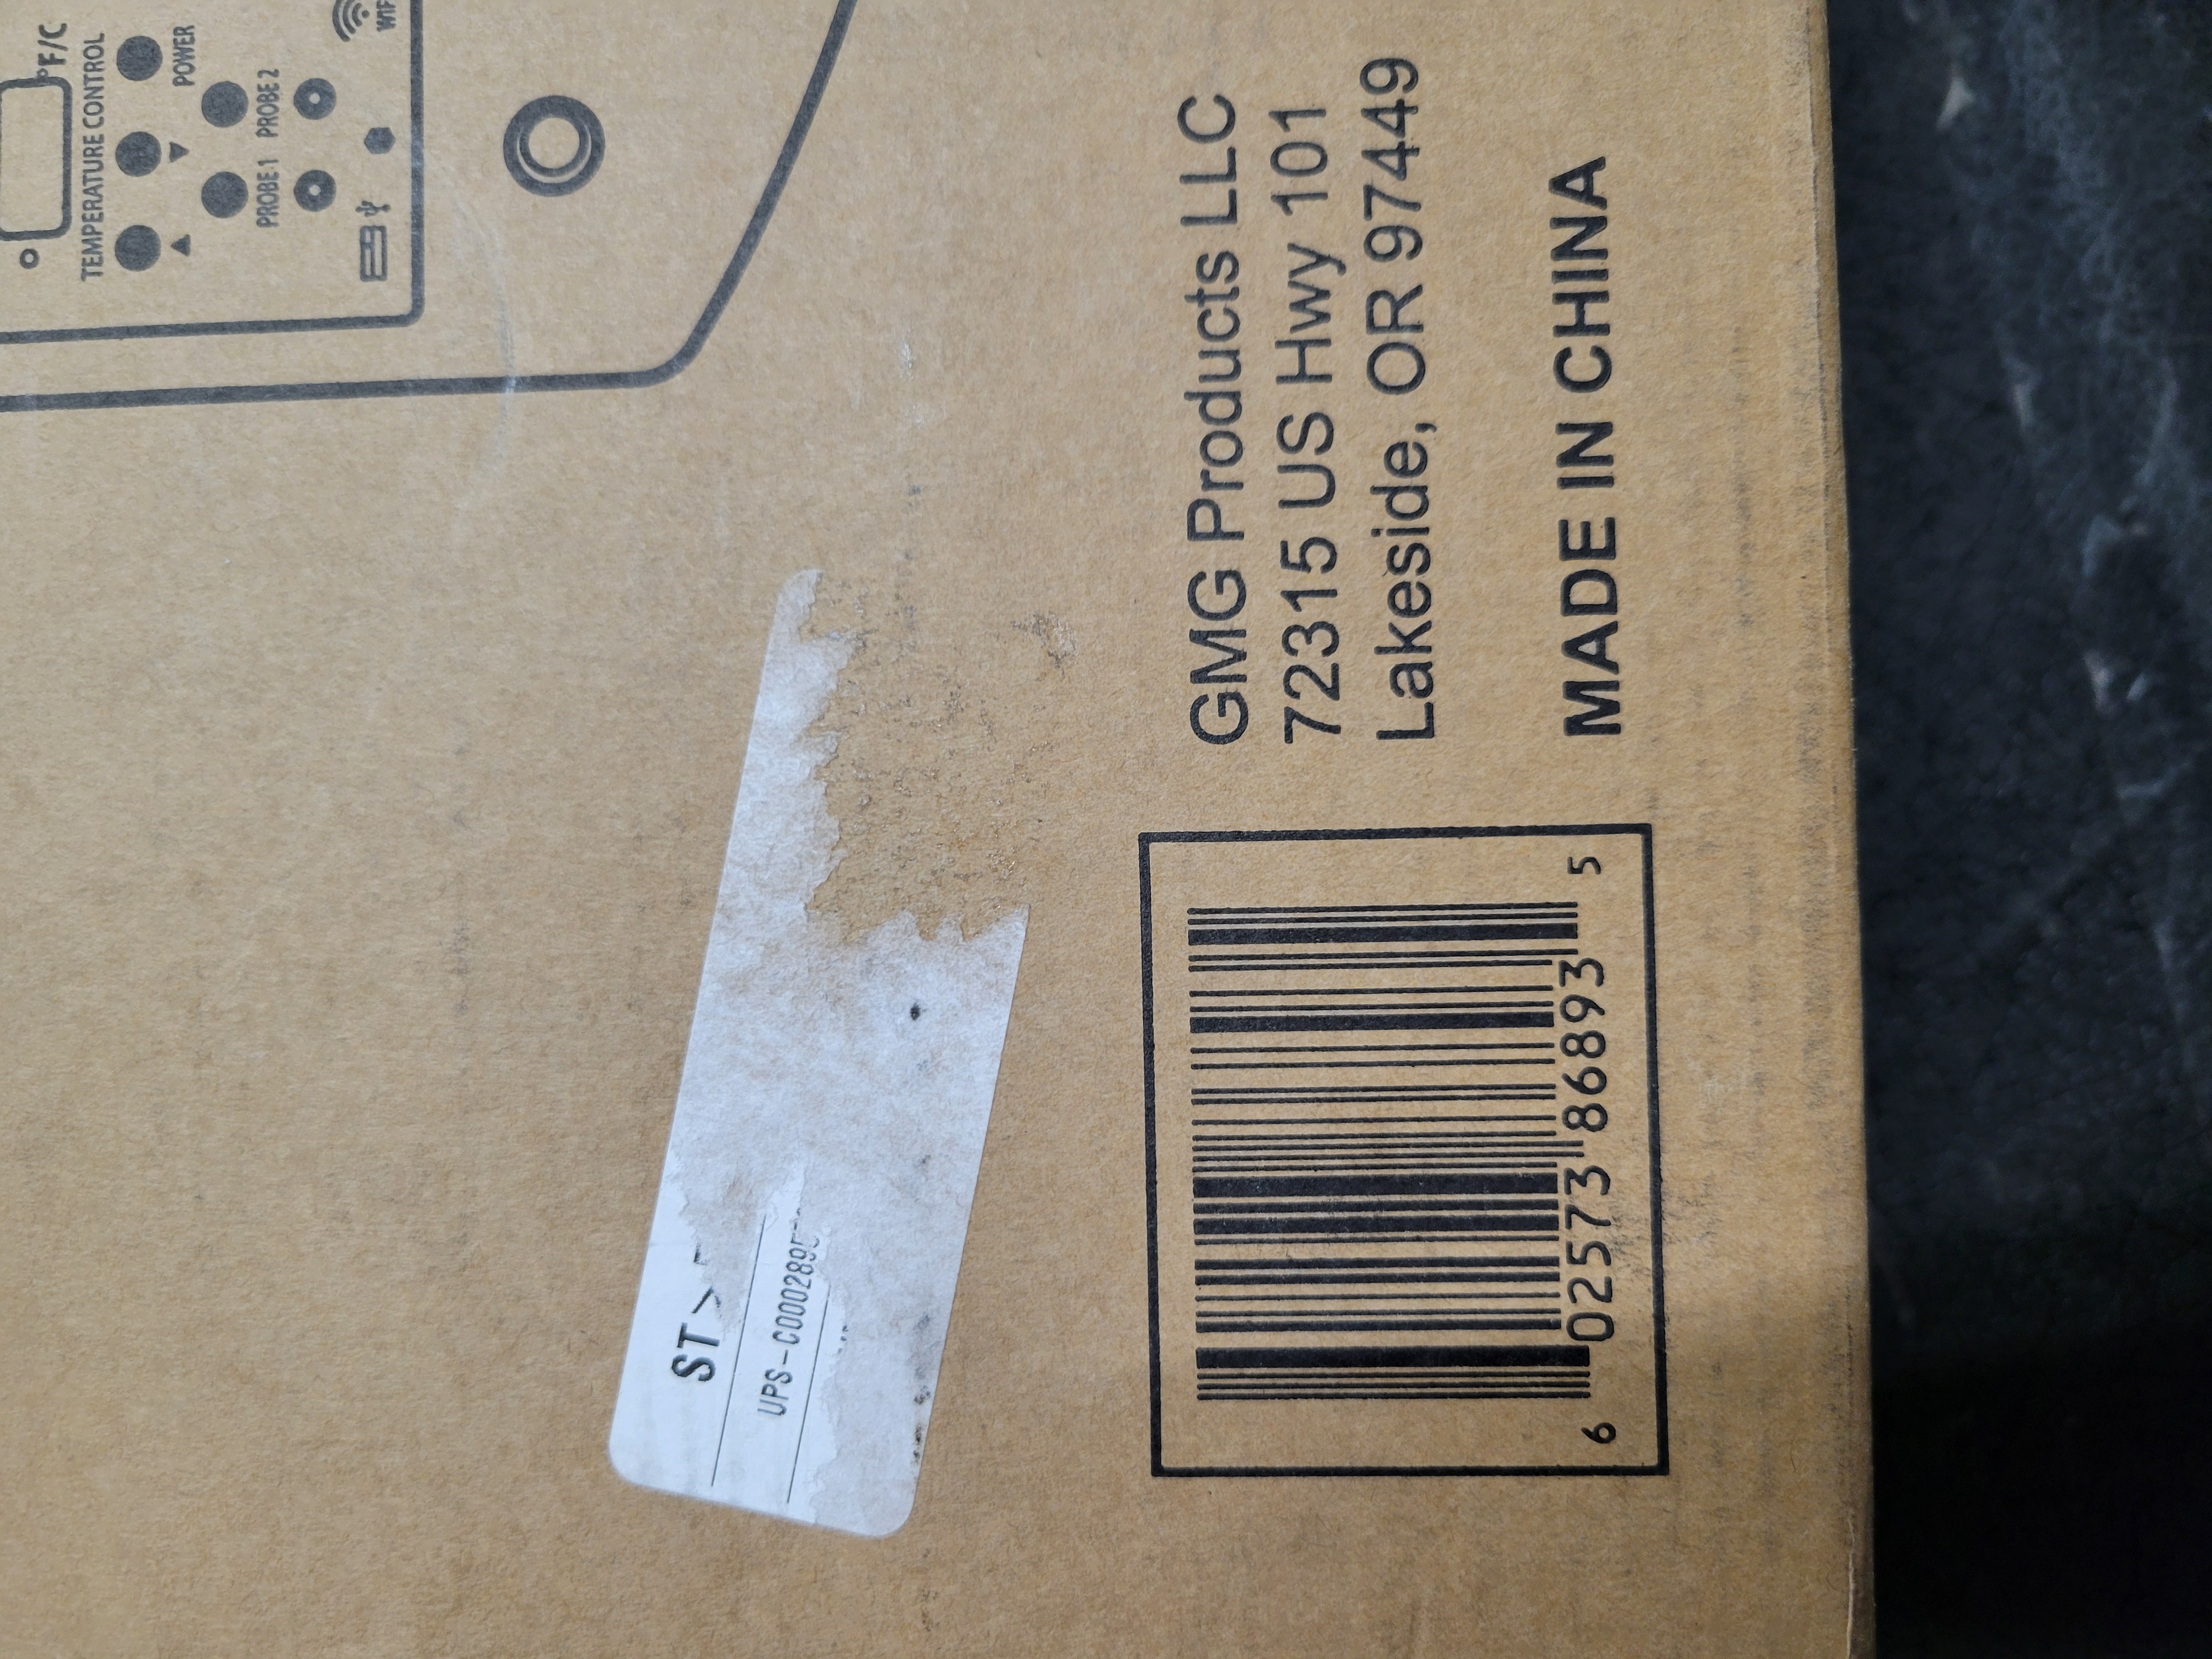 °F/C
TEMPERATURE CONTROL
POWER
PROBE 1 PROBE 2
WIFI
ST >
UPS-C0002895
GMG Products LLC
72315 US Hwy 101
Lakeside, OR 97449
MADE IN CHINA
6 02573 86893 5